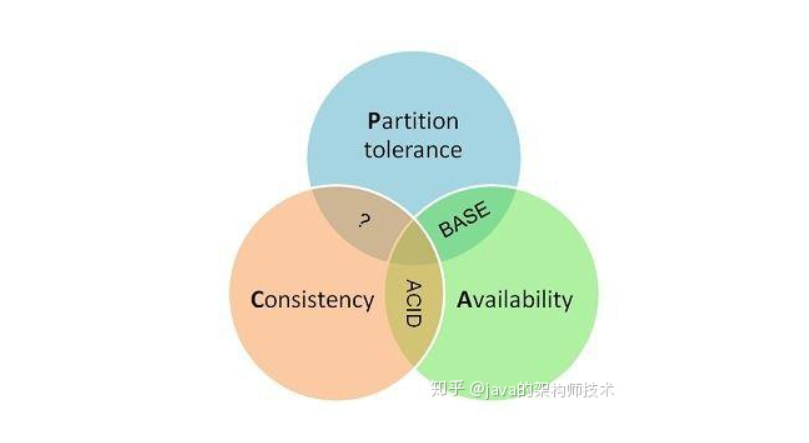 Partition
tolerance
?
BASE
Consistency
ACID
Availability
知乎 @java的架构师技术